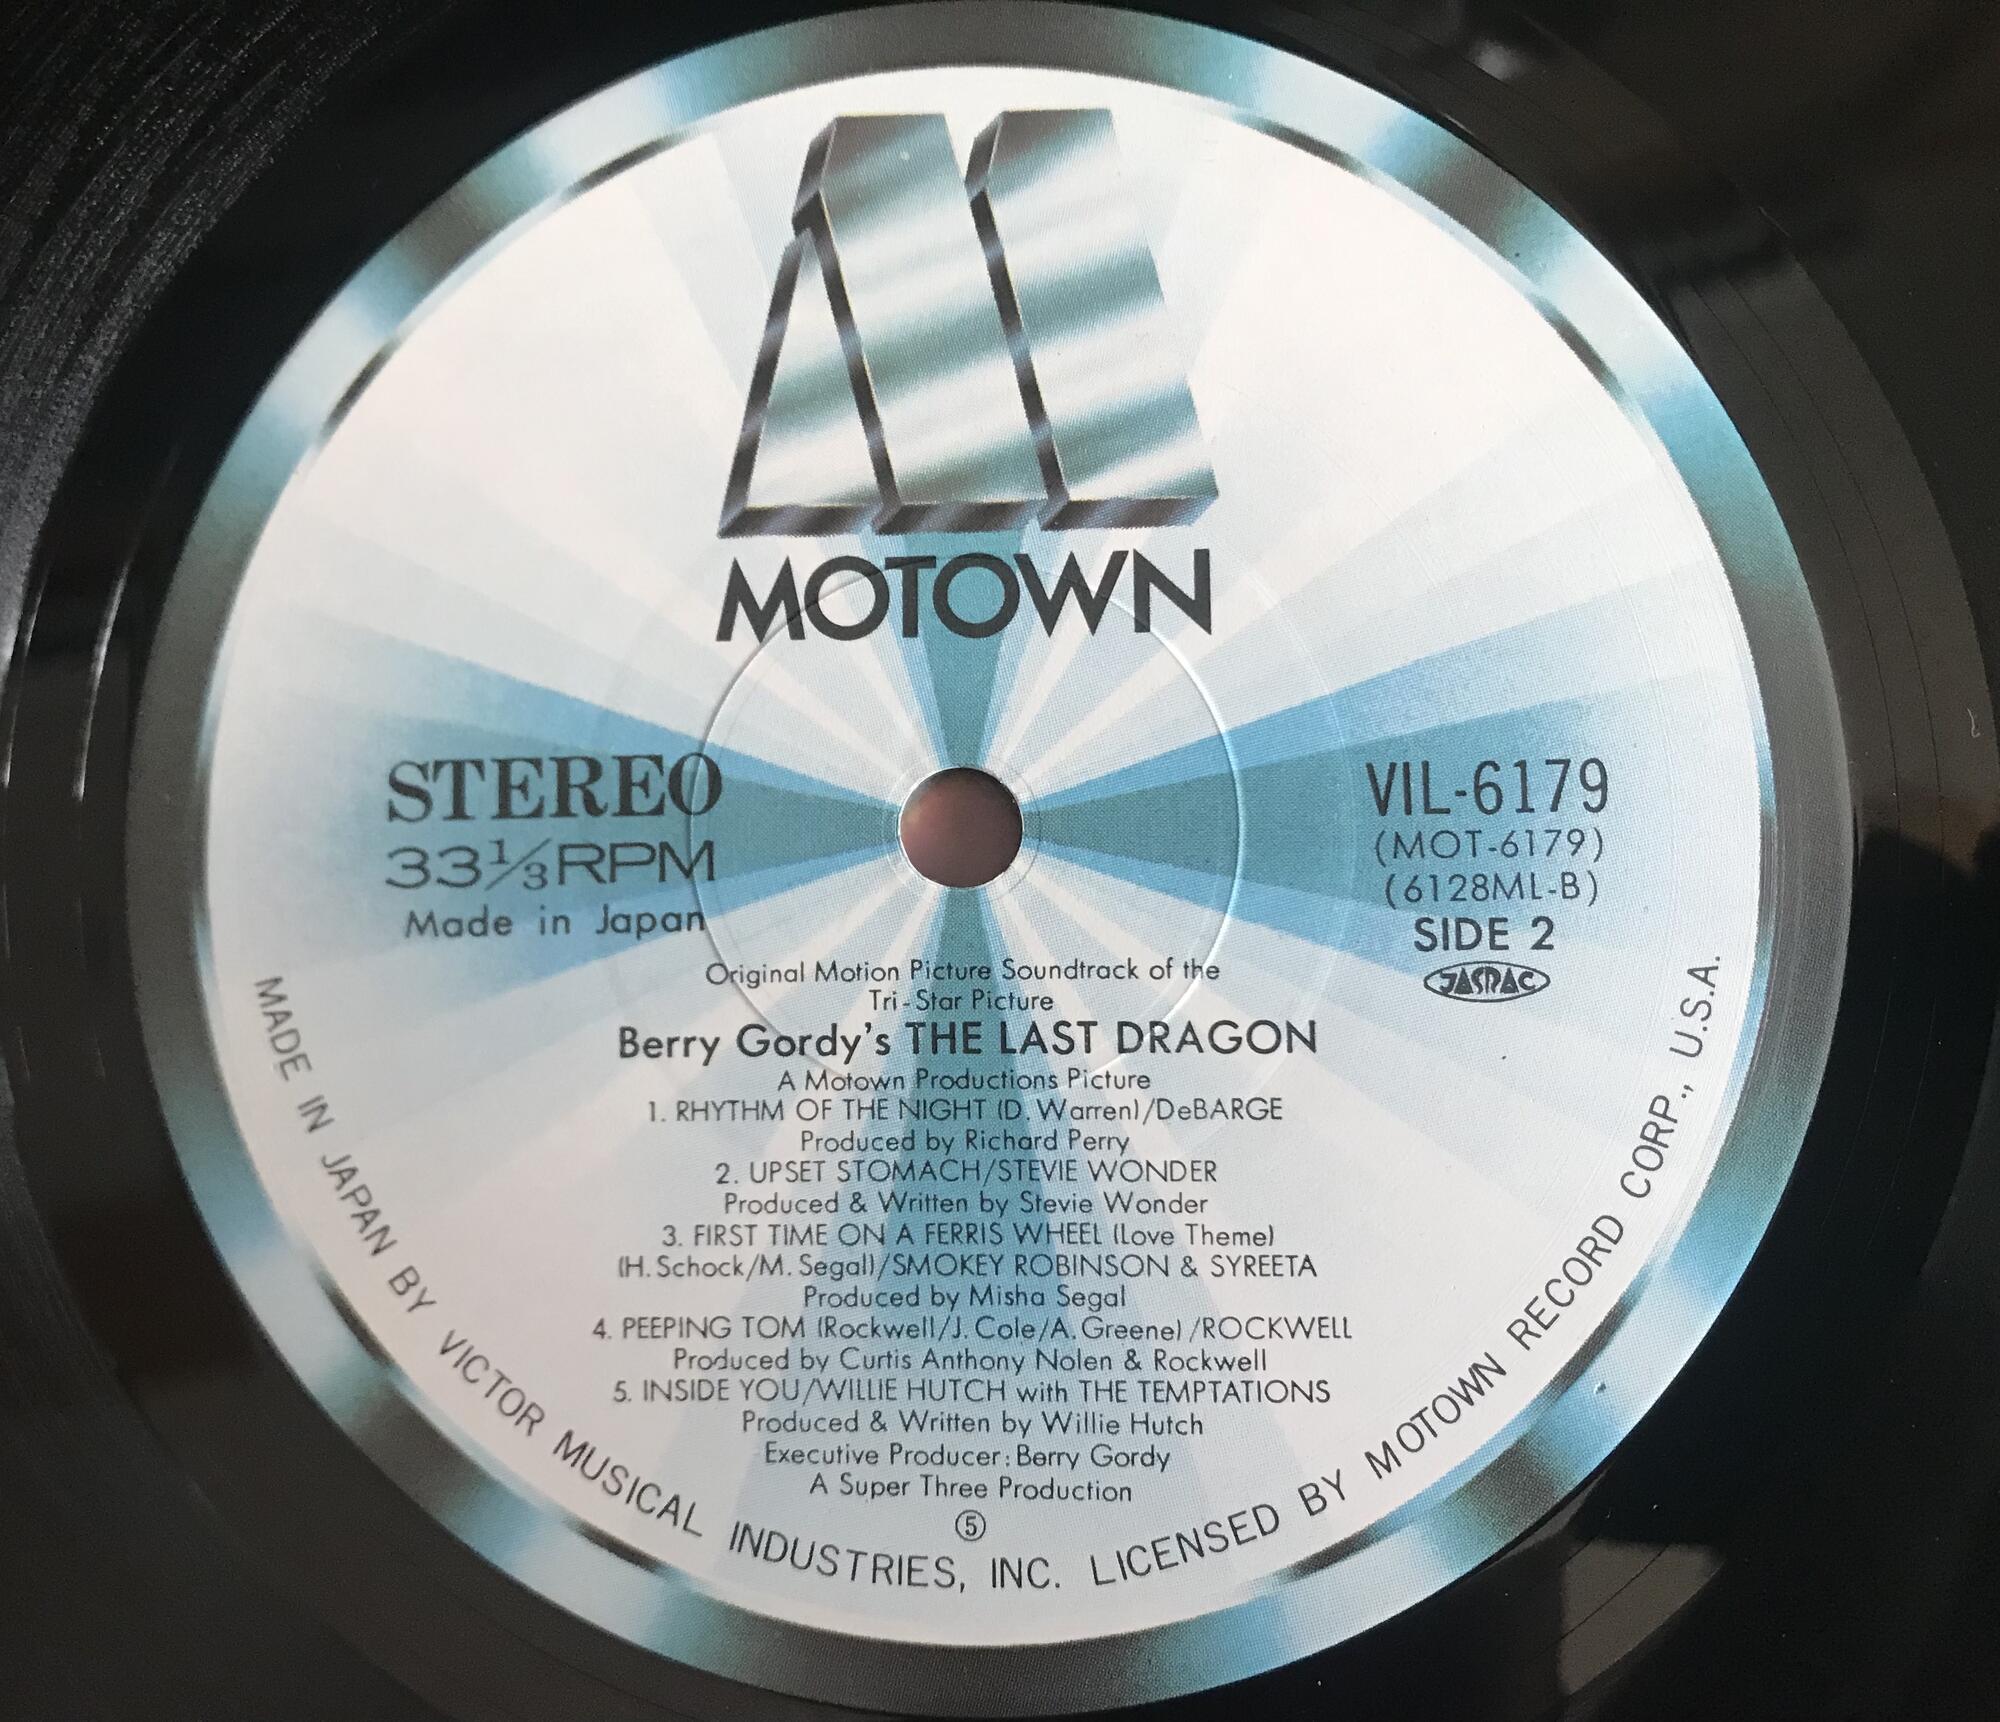 MOTOWN
STEREO
33⅓RPM
Made in Japan
VIL-6179
(MOT-6179)
(6128ML-B)
SIDE 2
JASRAC
Original Motion Picture Soundtrack of the
Tri-Star Picture
Berry Gordy's THE LAST DRAGON
A Motown Productions Picture
1. RHYTHM OF THE NIGHT (D. Warren)/DeBARGE
Produced by Richard Perry
2. UPSET STOMACH/STEVIE WONDER
Produced & Written by Stevie Wonder
3. FIRST TIME ON A FERRIS WHEEL (Love Theme)
(H. Schock/M. Segal)/SMOKEY ROBINSON & SYREETA
Produced by Misha Segal
4. PEEPING TOM (Rockwell/J. Cole/A. Greene) /ROCKWELL
Produced by Curtis Anthony Nolen & Rockwell
5. INSIDE YOU/WILLIE HUTCH with THE TEMPTATIONS
Produced & Written by Willie Hutch
Executive Producer: Berry Gordy
A Super Three Production
⑤
MADE IN JAPAN BY VICTOR MUSICAL INDUSTRIES, INC. LICENSED BY MOTOWN RECORD CORP., U.S.A.